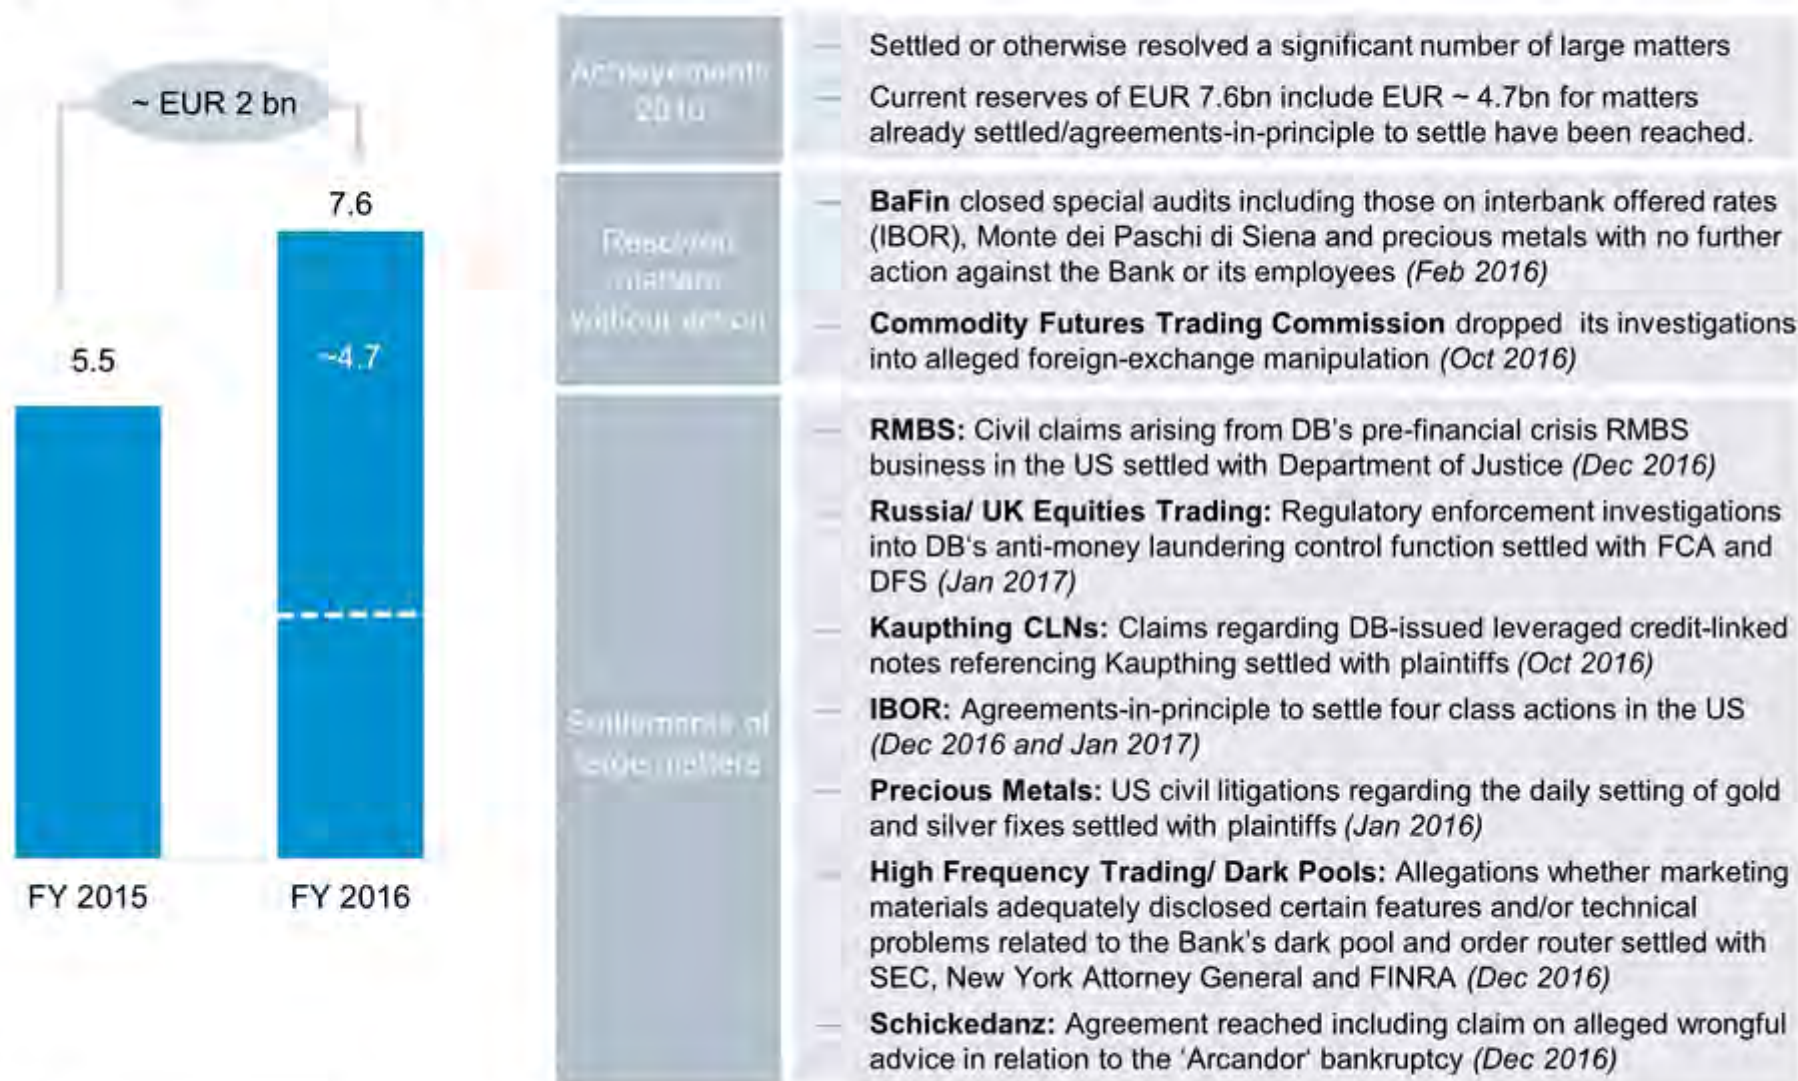 ~ EUR 2 bn
7.6
5.5
~4.7
FY 2015
FY 2016
Achievements
2016
Settled or otherwise resolved a significant number of large matters
Current reserves of EUR 7.6bn include EUR ~ 4.7bn for matters
already settled/agreements-in-principle to settle have been reached.
Resolved
matters
without action
BaFin closed special audits including those on interbank offered rates
(IBOR), Monte dei Paschi di Siena and precious metals with no further
action against the Bank or its employees (Feb 2016)
Commodity Futures Trading Commission dropped its investigations
into alleged foreign-exchange manipulation (Oct 2016)
Settlements of
large matters
RMBS: Civil claims arising from DB's pre-financial crisis RMBS
business in the US settled with Department of Justice (Dec 2016)
Russia/ UK Equities Trading: Regulatory enforcement investigations
into DB‘s anti-money laundering control function settled with FCA and
DFS (Jan 2017)
Kaupthing CLNs: Claims regarding DB-issued leveraged credit-linked
notes referencing Kaupthing settled with plaintiffs (Oct 2016)
IBOR: Agreements-in-principle to settle four class actions in the US
(Dec 2016 and Jan 2017)
Precious Metals: US civil litigations regarding the daily setting of gold
and silver fixes settled with plaintiffs (Jan 2016)
High Frequency Trading/ Dark Pools: Allegations whether marketing
materials adequately disclosed certain features and/or technical
problems related to the Bank's dark pool and order router settled with
SEC, New York Attorney General and FINRA (Dec 2016)
Schickedanz: Agreement reached including claim on alleged wrongful
advice in relation to the ‘Arcandor‘ bankruptcy (Dec 2016)